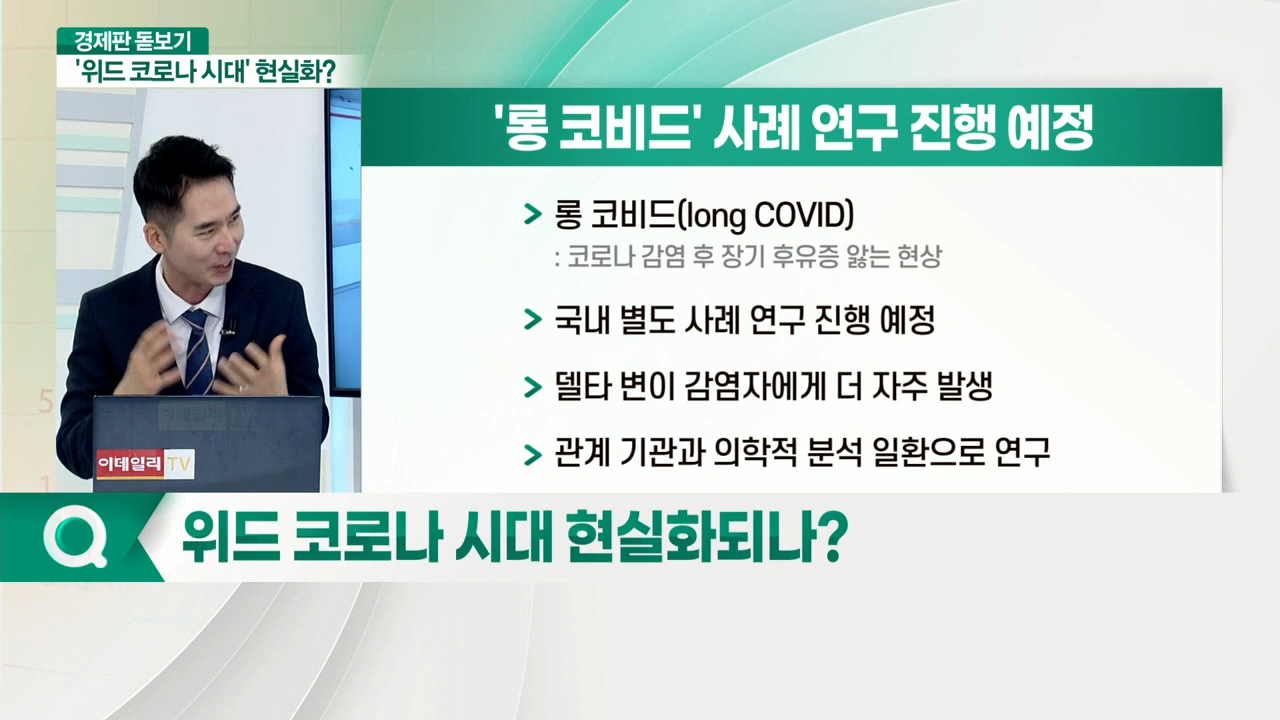 경제판 돋보기
'위드 코로나 시대' 현실화?
'롱 코비드' 사례 연구 진행 예정
> 롱 코비드(long COVID)
: 코로나 감염 후 장기 후유증 앓는 현상
> 국내 별도 사례 연구 진행 예정
> 델타 변이 감염자에게 더 자주 발생
> 관계 기관과 의학적 분석 일환으로 연구
이데일리 TV
Q 위드 코로나 시대 현실화되나?